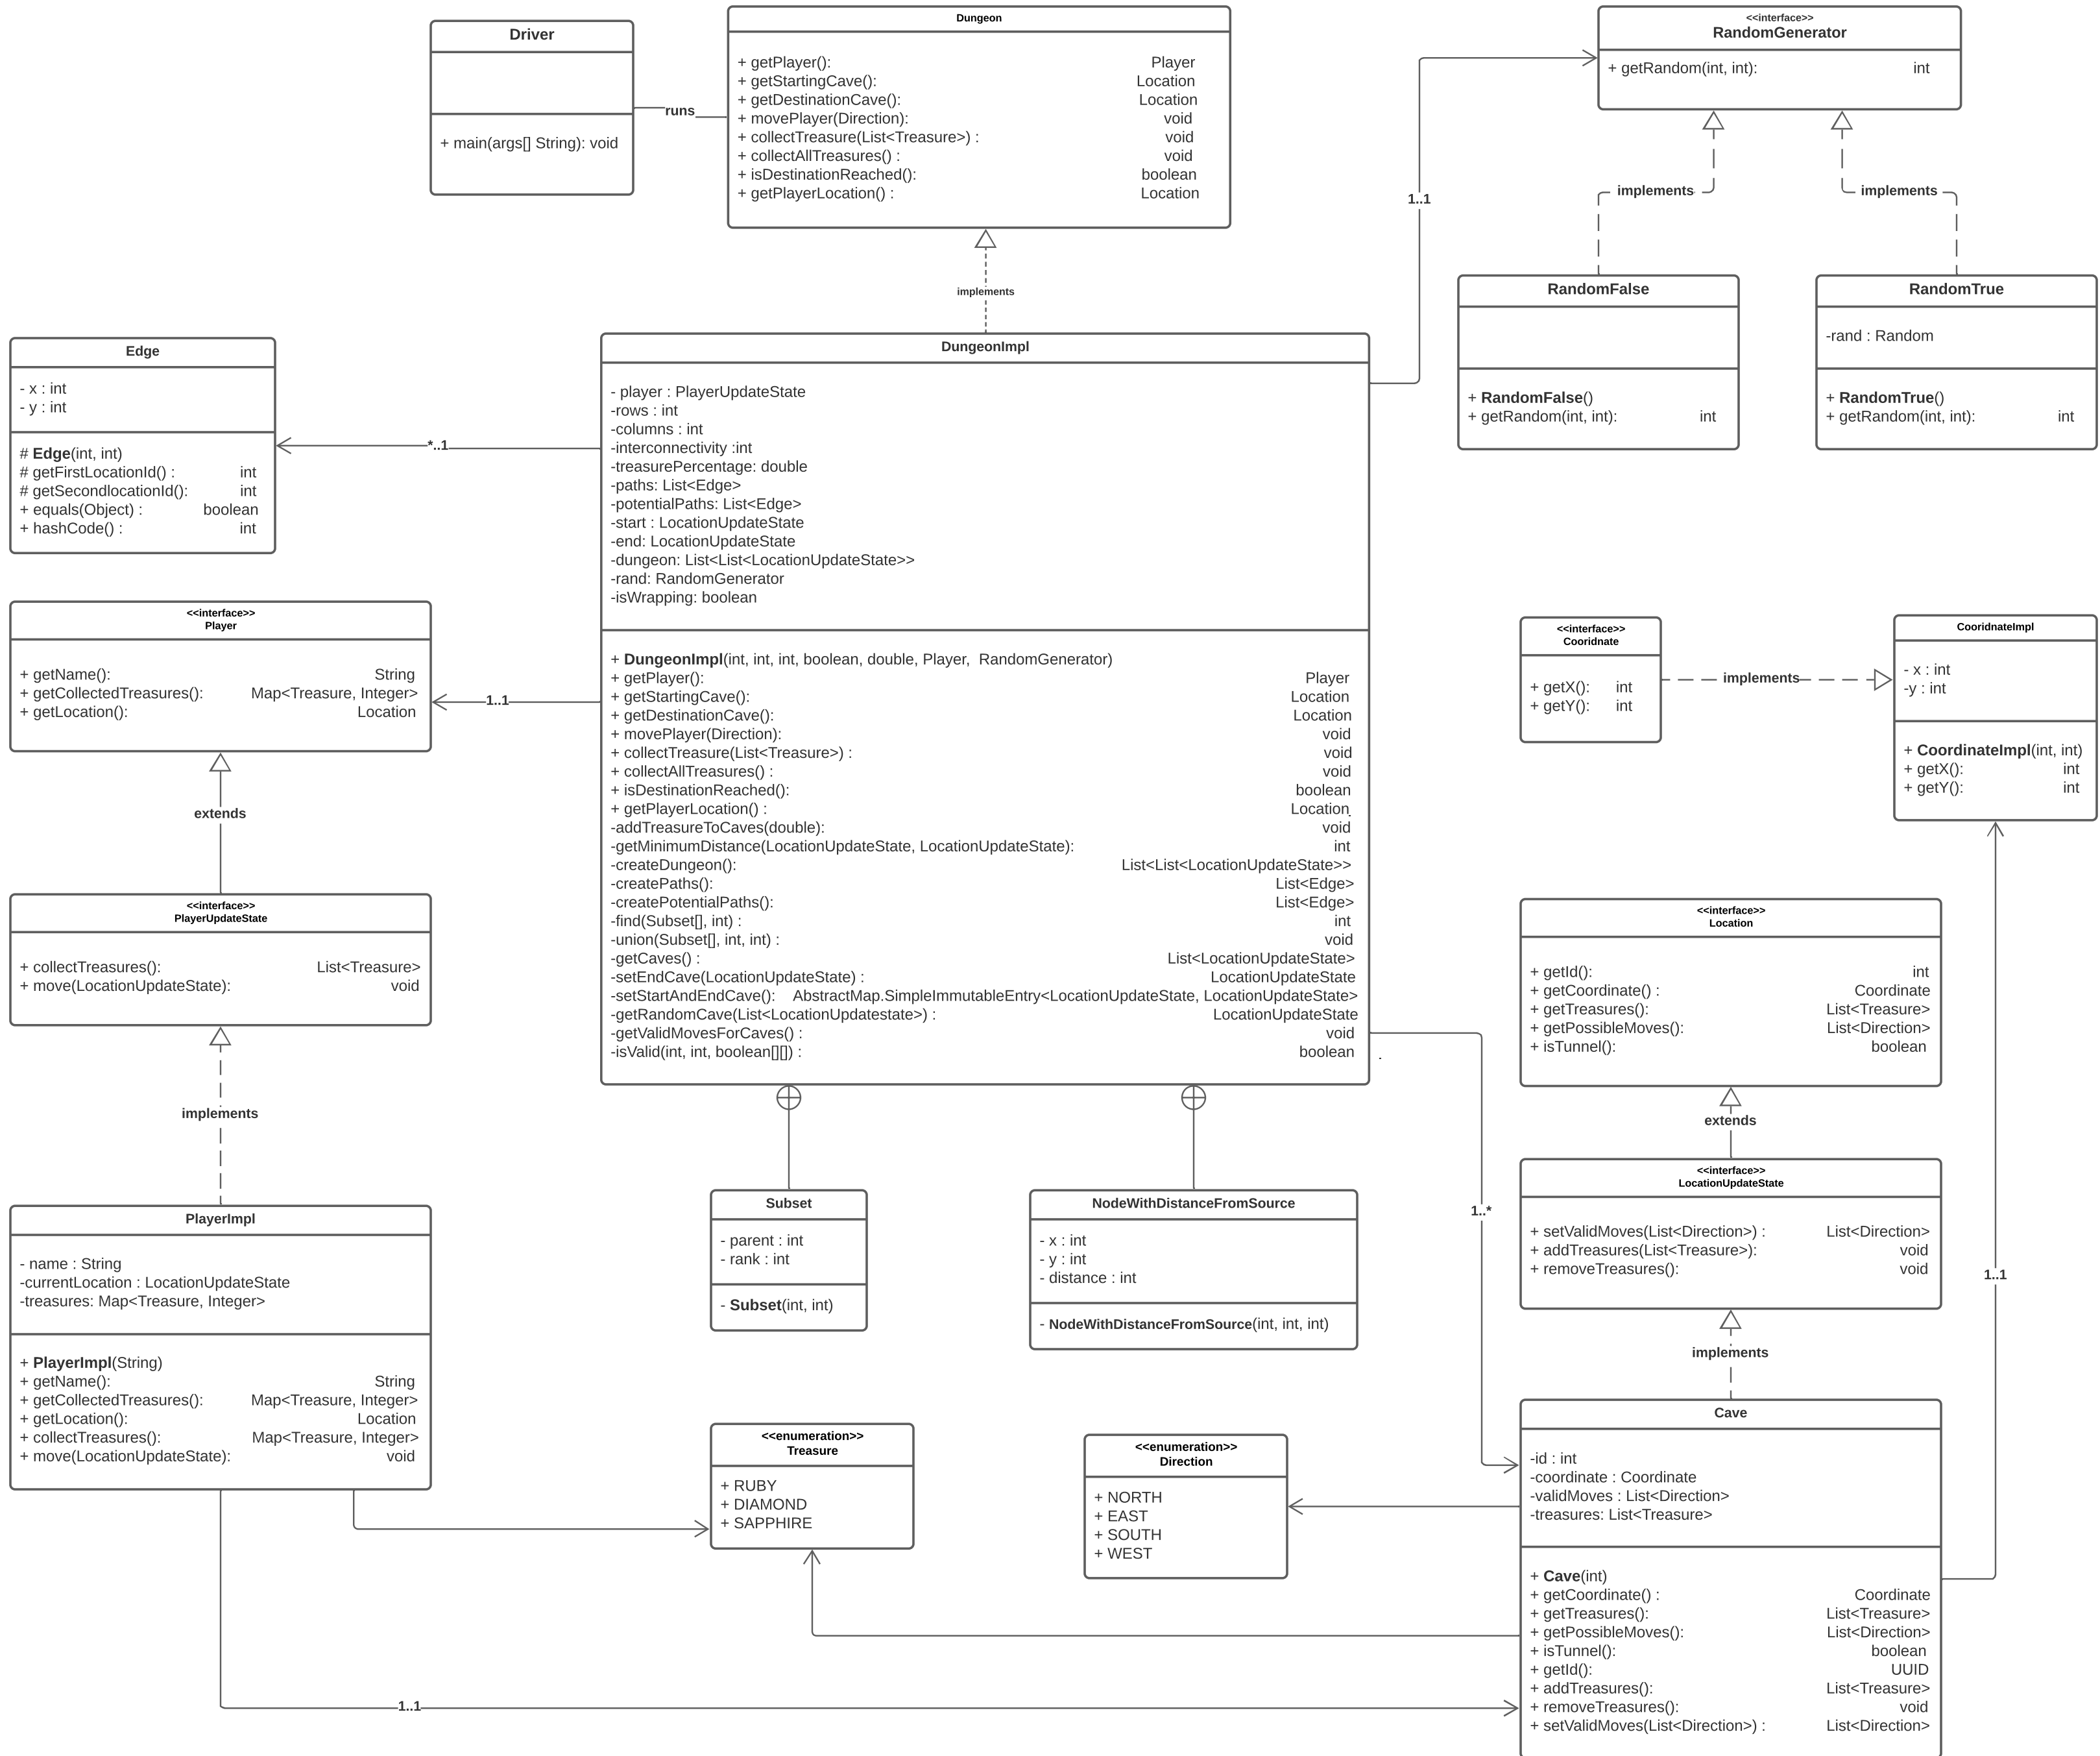 Driver
+ main(args[] String): void
runs
Dungeon
+ getPlayer(): Player
+ getStartingCave(): Location
+ getDestinationCave(): Location
+ movePlayer(Direction): void
+ collectTreasure(List<Treasure>) : void
+ collectAllTreasures() : void
+ isDestinationReached(): boolean
+ getPlayerLocation() : Location
<<interface>>
RandomGenerator
+ getRandom(int, int): int
1..1
implements
implements
implements
RandomFalse
+ RandomFalse()
+ getRandom(int, int): int
RandomTrue
-rand : Random
+ RandomTrue()
+ getRandom(int, int): int
Edge
- x : int
- y : int
# Edge(int, int)
# getFirstLocationId() : int
# getSecondlocationId(): int
+ equals(Object) : boolean
+ hashCode() : int
*..1
DungeonImpl
- player : PlayerUpdateState
-rows : int
-columns : int
-interconnectivity :int
-treasurePercentage: double
-paths: List<Edge>
-potentialPaths: List<Edge>
-start : LocationUpdateState
-end: LocationUpdateState
-dungeon: List<List<LocationUpdateState>>
-rand: RandomGenerator
-isWrapping: boolean
+ DungeonImpl(int, int, int, boolean, double, Player, RandomGenerator)
+ getPlayer(): Player
+ getStartingCave(): Location
+ getDestinationCave(): Location
+ movePlayer(Direction): void
+ collectTreasure(List<Treasure>) : void
+ collectAllTreasures() : void
+ isDestinationReached(): boolean
+ getPlayerLocation() : Location
-addTreasureToCaves(double): void
-getMinimumDistance(LocationUpdateState, LocationUpdateState): int
-createDungeon(): List<List<LocationUpdateState>>
-createPaths(): List<Edge>
-createPotentialPaths(): List<Edge>
-find(Subset[], int) : int
-union(Subset[], int, int) : void
-getCaves() : List<LocationUpdateState>
-setEndCave(LocationUpdateState) : LocationUpdateState
-setStartAndEndCave(): AbstractMap.SimpleImmutableEntry<LocationUpdateState, LocationUpdateState>
-getRandomCave(List<LocationUpdatestate>) : LocationUpdateState
-getValidMovesForCaves() : void
-isValid(int, int, boolean[][]) : boolean
<<interface>>
Player
+ getName(): String
+ getCollectedTreasures(): Map<Treasure, Integer>
+ getLocation(): Location
1..1
extends
<<interface>>
PlayerUpdateState
+ collectTreasures(): List<Treasure>
+ move(LocationUpdateState): void
implements
PlayerImpl
- name : String
-currentLocation : LocationUpdateState
-treasures: Map<Treasure, Integer>
+ PlayerImpl(String)
+ getName(): String
+ getCollectedTreasures(): Map<Treasure, Integer>
+ getLocation(): Location
+ collectTreasures(): Map<Treasure, Integer>
+ move(LocationUpdateState): void
<<interface>>
Cooridnate
+ getX(): int
+ getY(): int
implements
CooridnateImpl
- x : int
-y : int
+ CoordinateImpl(int, int)
+ getX(): int
+ getY(): int
<<interface>>
Location
+ getId(): int
+ getCoordinate() : Coordinate
+ getTreasures(): List<Treasure>
+ getPossibleMoves(): List<Direction>
+ isTunnel(): boolean
extends
<<interface>>
LocationUpdateState
+ setValidMoves(List<Direction>) : List<Direction>
+ addTreasures(List<Treasure>): void
+ removeTreasures(): void
1..*
1..1
implements
Subset
- parent : int
- rank : int
- Subset(int, int)
NodeWithDistanceFromSource
- x : int
- y : int
- distance : int
- NodeWithDistanceFromSource(int, int, int)
<<enumeration>>
Treasure
+ RUBY
+ DIAMOND
+ SAPPHIRE
<<enumeration>>
Direction
+ NORTH
+ EAST
+ SOUTH
+ WEST
Cave
-id : int
-coordinate : Coordinate
-validMoves : List<Direction>
-treasures: List<Treasure>
+ Cave(int)
+ getCoordinate() : Coordinate
+ getTreasures(): List<Treasure>
+ getPossibleMoves(): List<Direction>
+ isTunnel(): boolean
+ getId(): UUID
+ addTreasures(): List<Treasure>
+ removeTreasures(): void
+ setValidMoves(List<Direction>) : List<Direction>
1..1